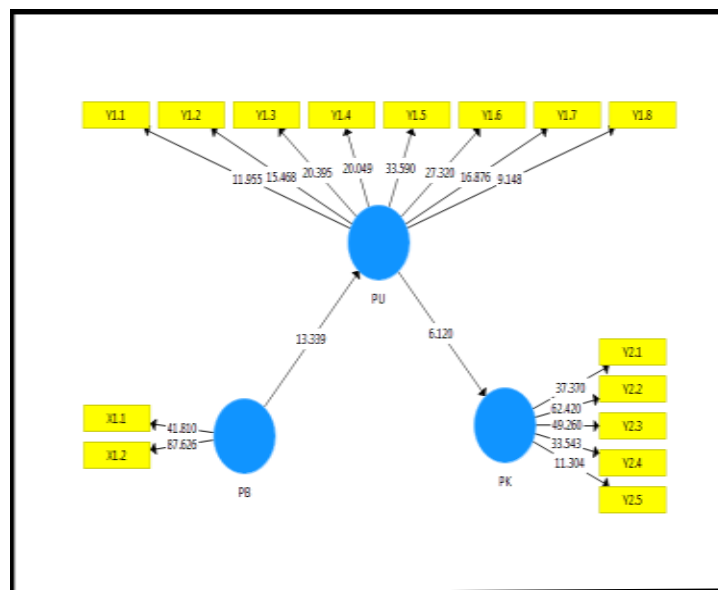 Y1.1 Y1.2 Y1.3 Y1.4 Y1.5 Y1.6 Y1.7 Y1.8
11.955 15.468 20.395 20.049 33.590 27.320 16.876 9.148
PU
13.339 6.120
Y2.1
37.370
Y2.2
62.420
X1.1 49.260 Y2.3
41.810
33.543
87.626
X1.2 Y2.4
11.304
PB PK
Y2.5